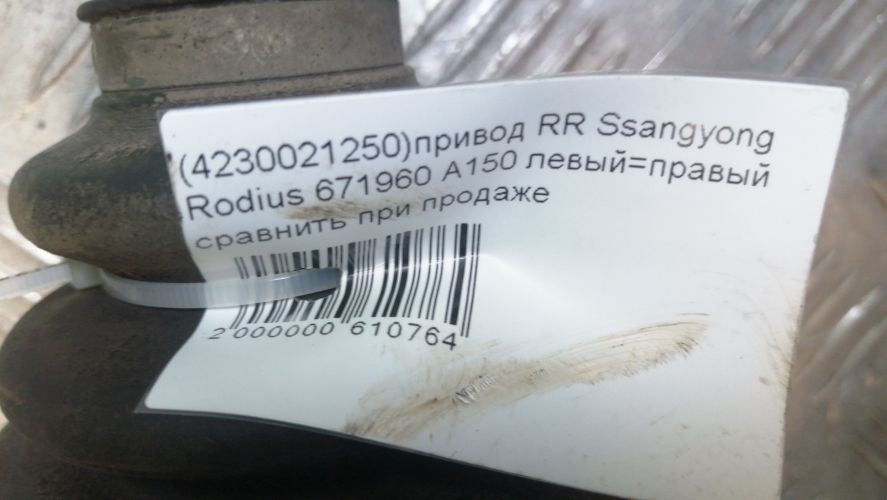 (4230021250)привод RR Ssangyong
Rodius 671960 A150 левый=правый
сравнить при продаже
2 000000 610764